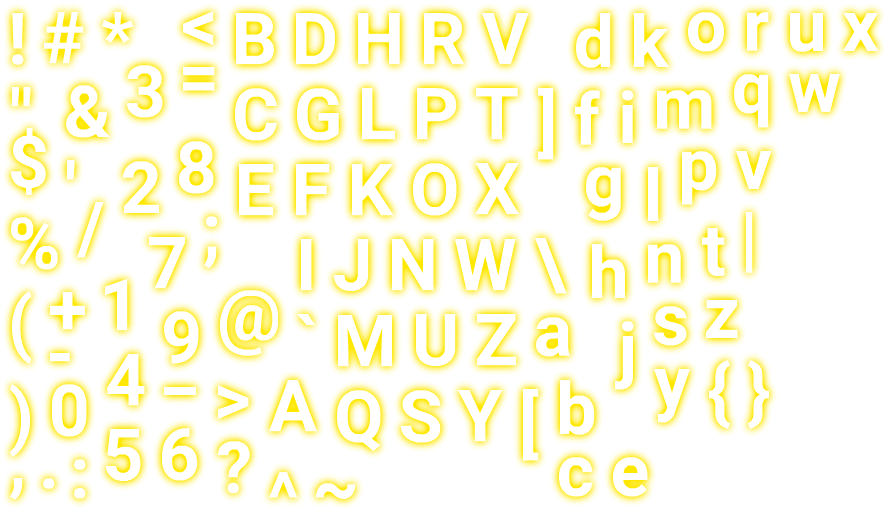 ! # * < B D H R V d k o r u x
" & 3 = C G L P T ] f i m q w
$ ' 2 8 E F K O X g l p v
% / 7 ; I J N W \ h n t |
( + - 1 9 @ ` M U Z a j s z
) 0 4 – > A Q S Y [ b y { }
, . : 5 6 ? ^ ~ c e